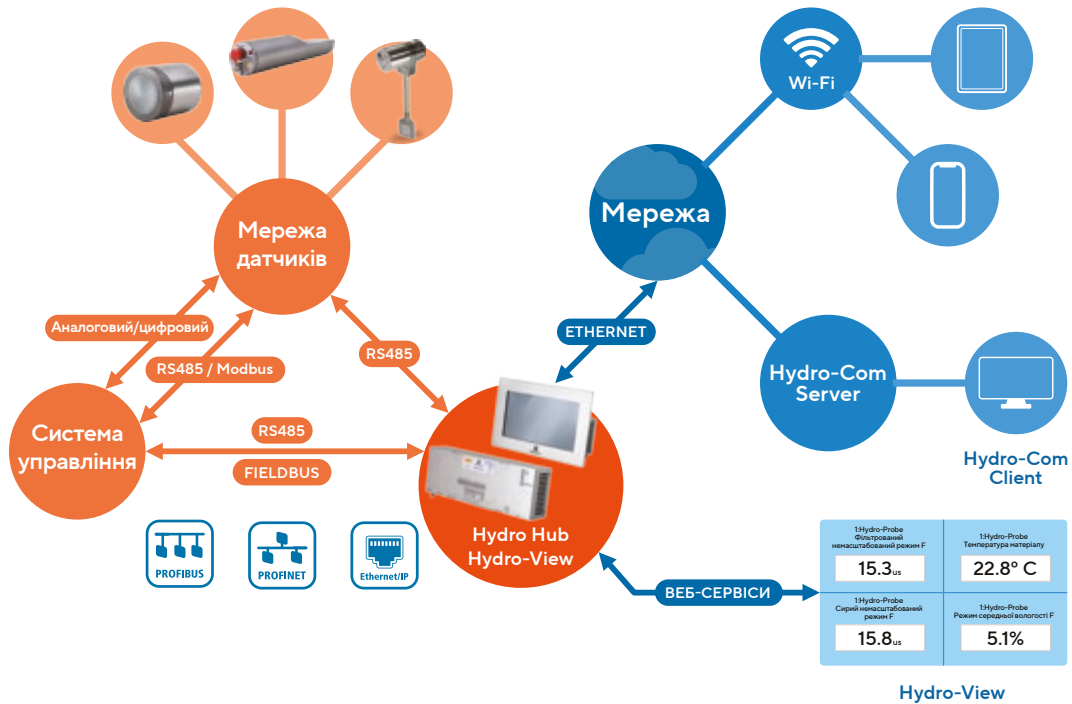 Wi-Fi
Мережа
Мережа
датчиків
Аналоговий/цифровий
RS485 / Modbus
RS485
ETHERNET
Hydro-Com
Server
Система
управління
RS485
FIELDBUS
Hydro-Com
Client
Hydro Hub
Hydro-View
PROFIBUS
PROFINET
Ethernet/IP
ВЕБ-СЕРВІСИ
1:Hydro-Probe
Фільтрований
немасштабований режим F
15.3us
1:Hydro-Probe
Температура матеріалу
22.8° C
1:Hydro-Probe
Сирий немасштабований
режим F
15.8us
1:Hydro-Probe
Режим середньої вологості F
5.1%
Hydro-View